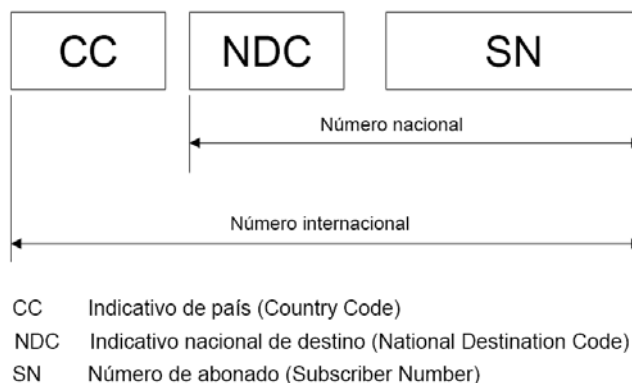 CC NDC SN
Número nacional
Número internacional
CC Indicativo de país (Country Code)
NDC Indicativo nacional de destino (National Destination Code)
SN Número de abonado (Subscriber Number)